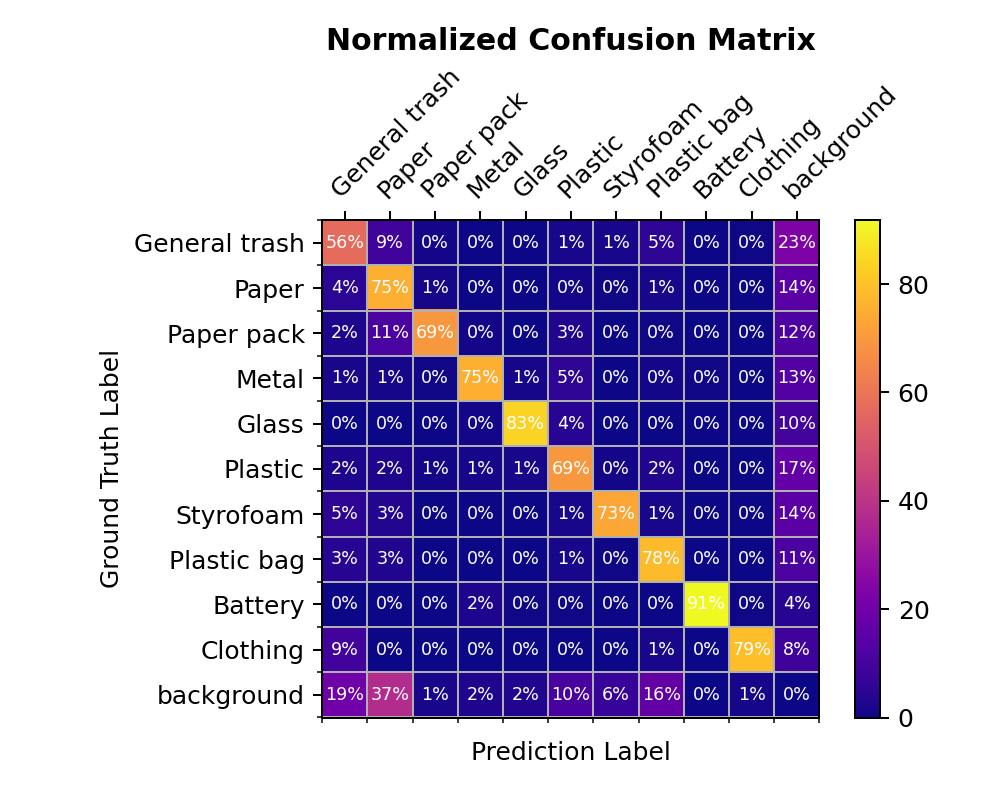 Normalized Confusion Matrix
General trash Paper Paper pack Metal Glass Plastic Styrofoam Plastic bag Battery Clothing background
General trash 56% 9% 0% 0% 0% 1% 1% 5% 0% 0% 23%
Paper 4% 75% 1% 0% 0% 0% 0% 1% 0% 0% 14%
80
Paper pack 2% 11% 69% 0% 0% 3% 0% 0% 0% 0% 12%
Metal 1% 1% 0% 75% 1% 5% 0% 0% 0% 0% 13%
60
Glass 0% 0% 0% 0% 83% 4% 0% 0% 0% 0% 10%
Ground Truth Label
Plastic 2% 2% 1% 1% 1% 69% 0% 2% 0% 0% 17%
40
Styrofoam 5% 3% 0% 0% 0% 1% 73% 1% 0% 0% 14%
Plastic bag 3% 3% 0% 0% 0% 1% 0% 78% 0% 0% 11%
Battery 0% 0% 0% 2% 0% 0% 0% 0% 91% 0% 4%
20
Clothing 9% 0% 0% 0% 0% 0% 0% 1% 0% 79% 8%
background 19% 37% 1% 2% 2% 10% 6% 16% 0% 1% 0%
0
Prediction Label